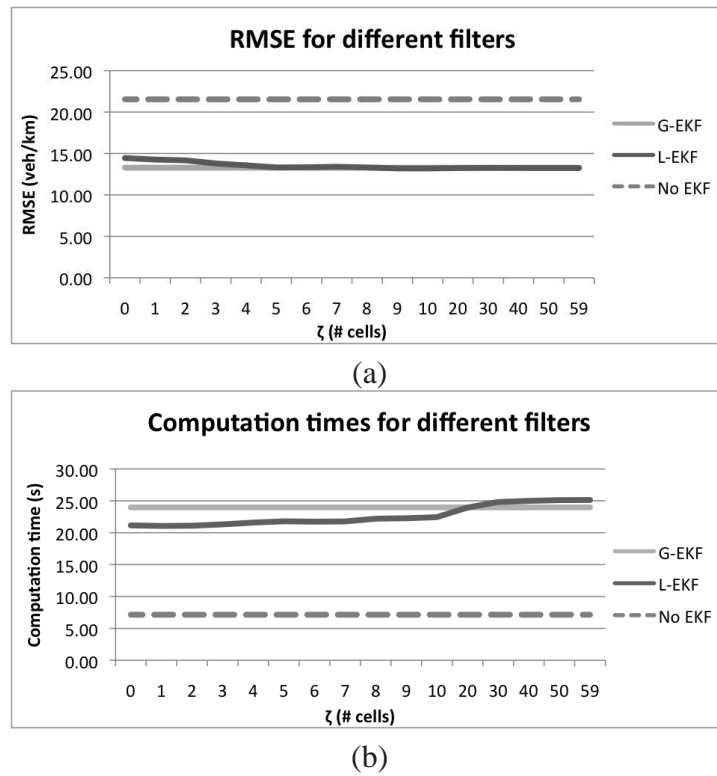 RMSE for different filters
RMSE (veh/km)
25.00
20.00
15.00
10.00
5.00
0.00
0 1 2 3 4 5 6 7 8 9 10 20 30 40 50 59
ζ (# cells)
G-EKF
L-EKF
No EKF
(a)
Computation times for different filters
Computation time (s)
30.00
25.00
20.00
15.00
10.00
5.00
0.00
0 1 2 3 4 5 6 7 8 9 10 20 30 40 50 59
ζ (# cells)
G-EKF
L-EKF
No EKF
(b)